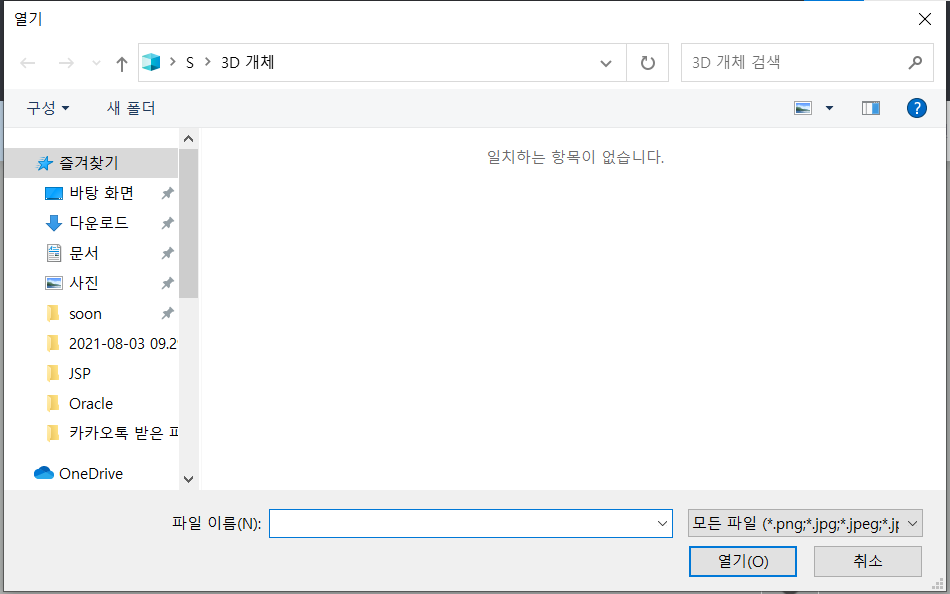 열기
S
3D 개체
3D 개체 검색
구성
새 폴더
즐겨찾기
바탕 화면
다운로드
문서
사진
soon
2021-08-03 09.2
JSP
Oracle
카카오톡 받은 파
OneDrive
일치하는 항목이 없습니다.
파일 이름(N):
모든 파일 (*.png;*.jpg;*.jpeg;*.jp
열기(O)
취소